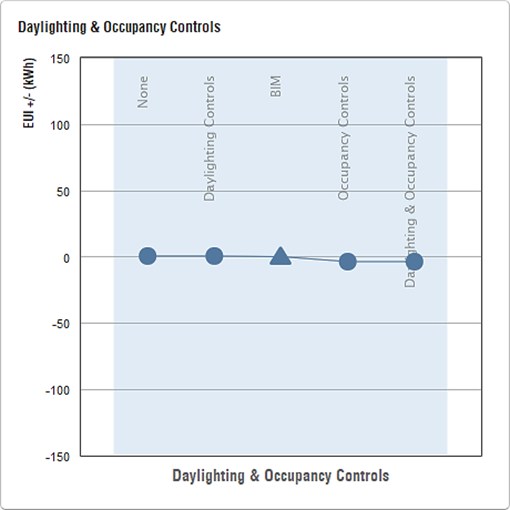 Daylighting & Occupancy Controls
EUI +/- (kWh)
150
100
50
0
-50
-100
-150
None
Daylighting Controls
BIM
Occupancy Controls
Daylighting & Occupancy Controls
Daylighting & Occupancy Controls